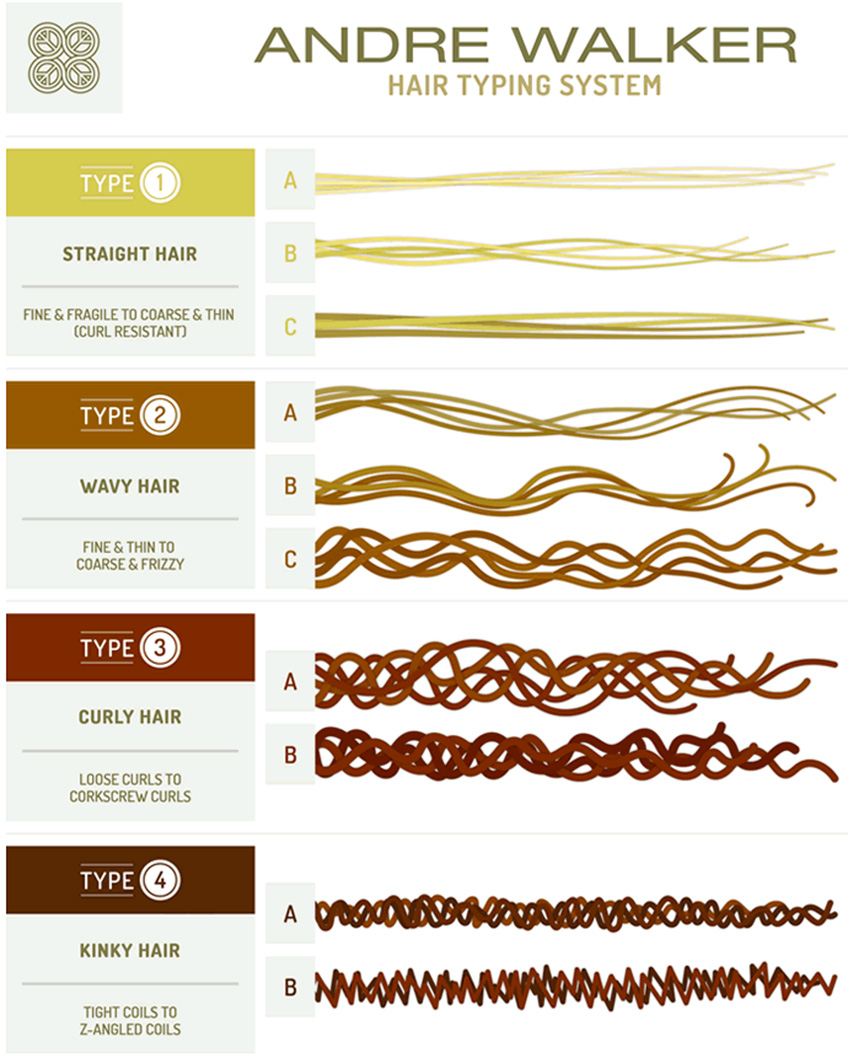 ANDRE WALKER
HAIR TYPING SYSTEM
TYPE 1
STRAIGHT HAIR
FINE & FRAGILE TO COARSE & THIN
(CURL RESISTANT)
A
B
C
TYPE 2
WAVY HAIR
FINE & THIN TO
COARSE & FRIZZY
A
B
C
TYPE 3
CURLY HAIR
LOOSE CURLS TO
CORKSCREW CURLS
A
B
TYPE 4
KINKY HAIR
TIGHT COILS TO
Z-ANGLED COILS
A
B